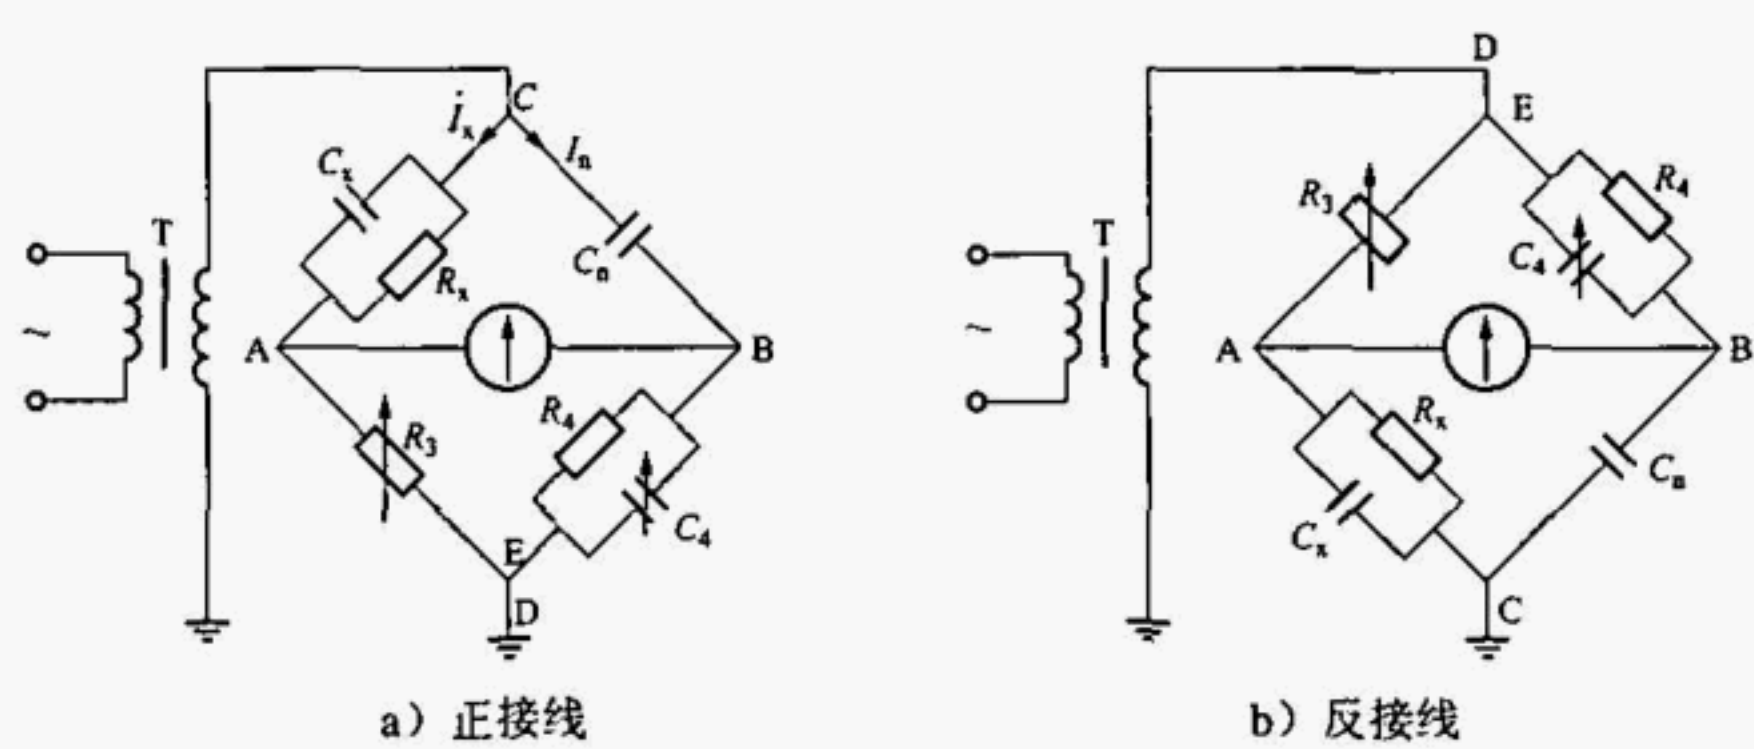 C
İx
In
Cx
T
Rx
Cn
~
A
B
R4
R3
C4
E
D
a）正接线
D
E
R3
R4
T
C4
~
A
B
Rx
Cn
Cx
C
b）反接线